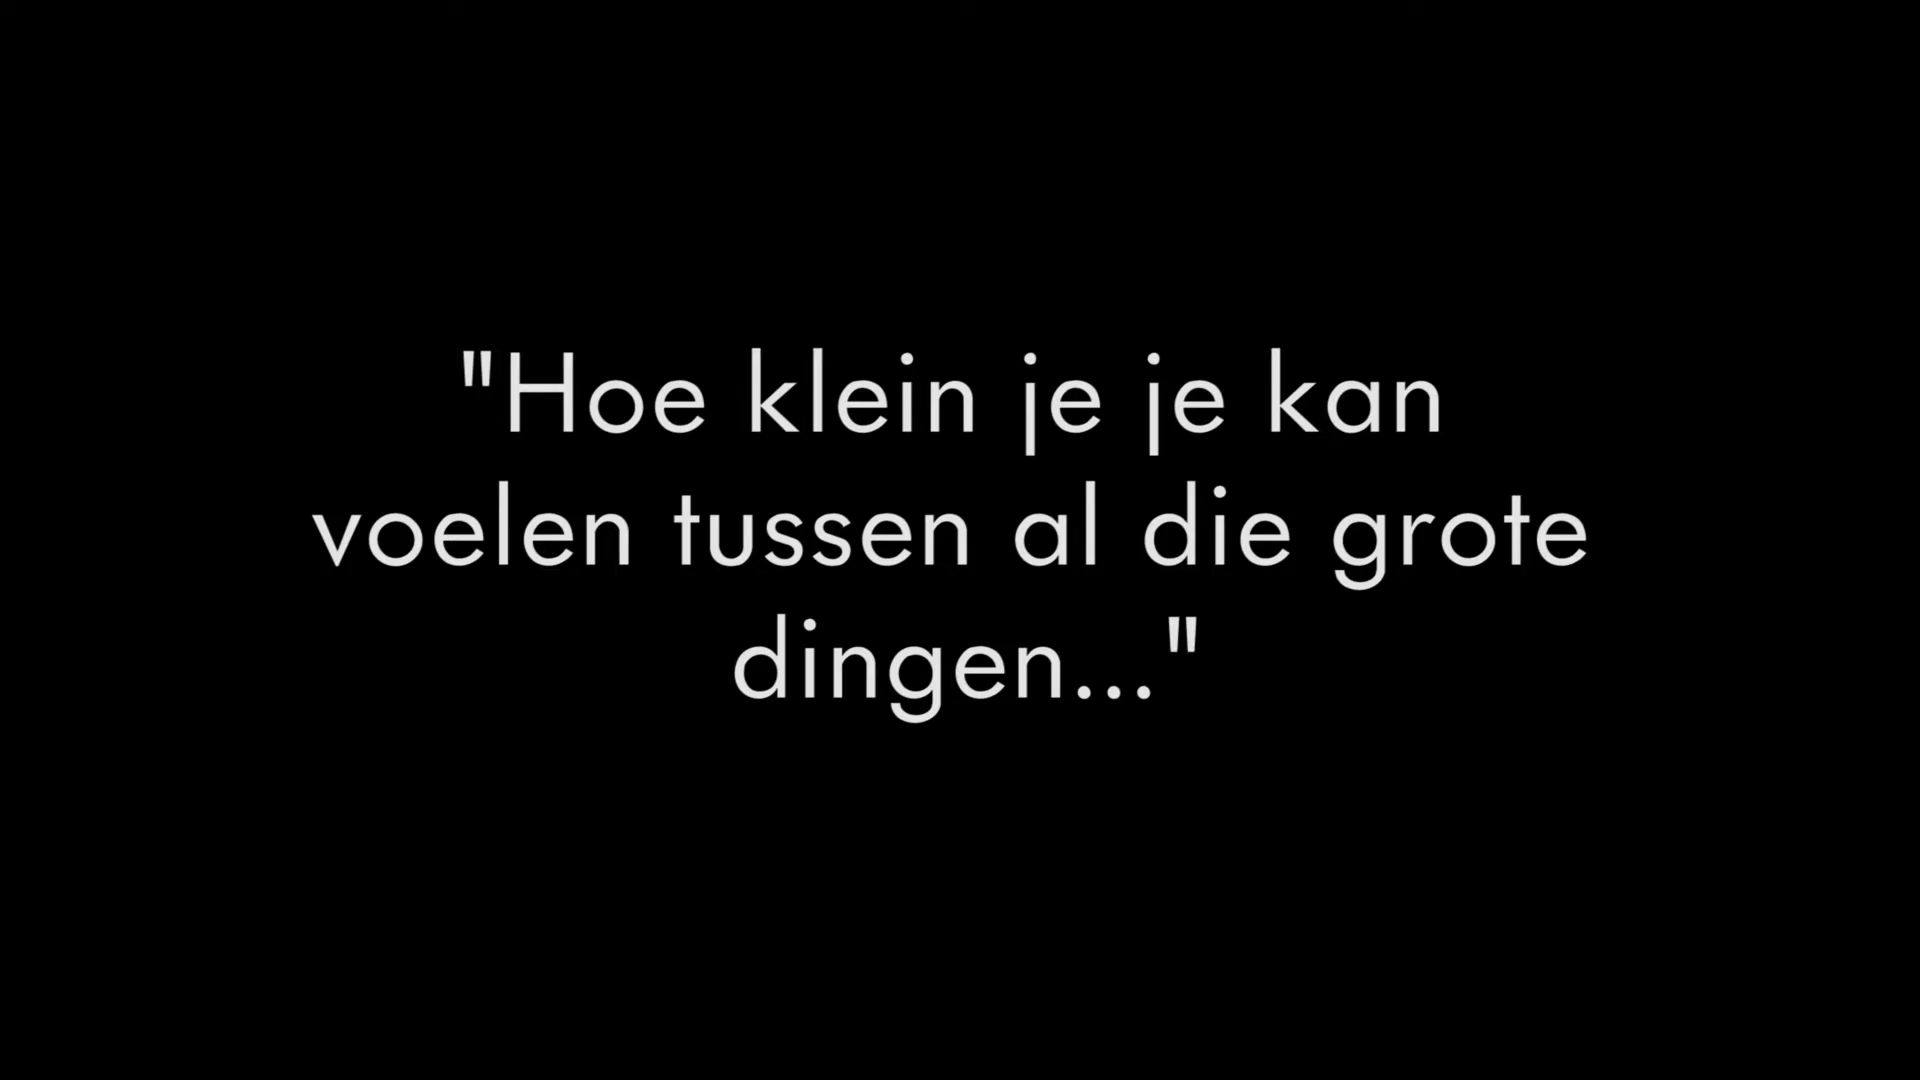 "Hoe klein je je kan
voelen tussen al die grote
dingen..."